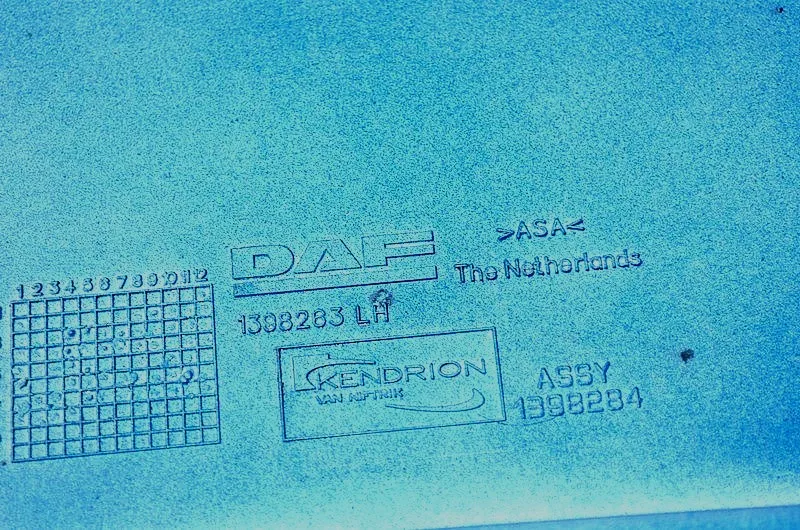 >ASA<
DAF
The Netherlands
1 2 3 4 5 6 7 8 9 10 11 12
1398283 LH
KENDRION
VAN NIFTRIK
ASSY
1398284